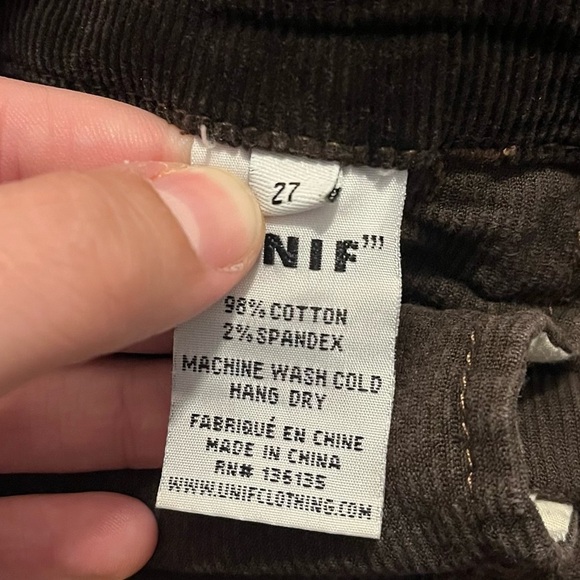 27
NIF"'
98% COTTON
2% SPANDEX
MACHINE WASH COLD
HANG DRY
FABRIQUÉ EN CHINE
MADE IN CHINA
RN# 136135
WWW.UNIFCLOTHING.COM